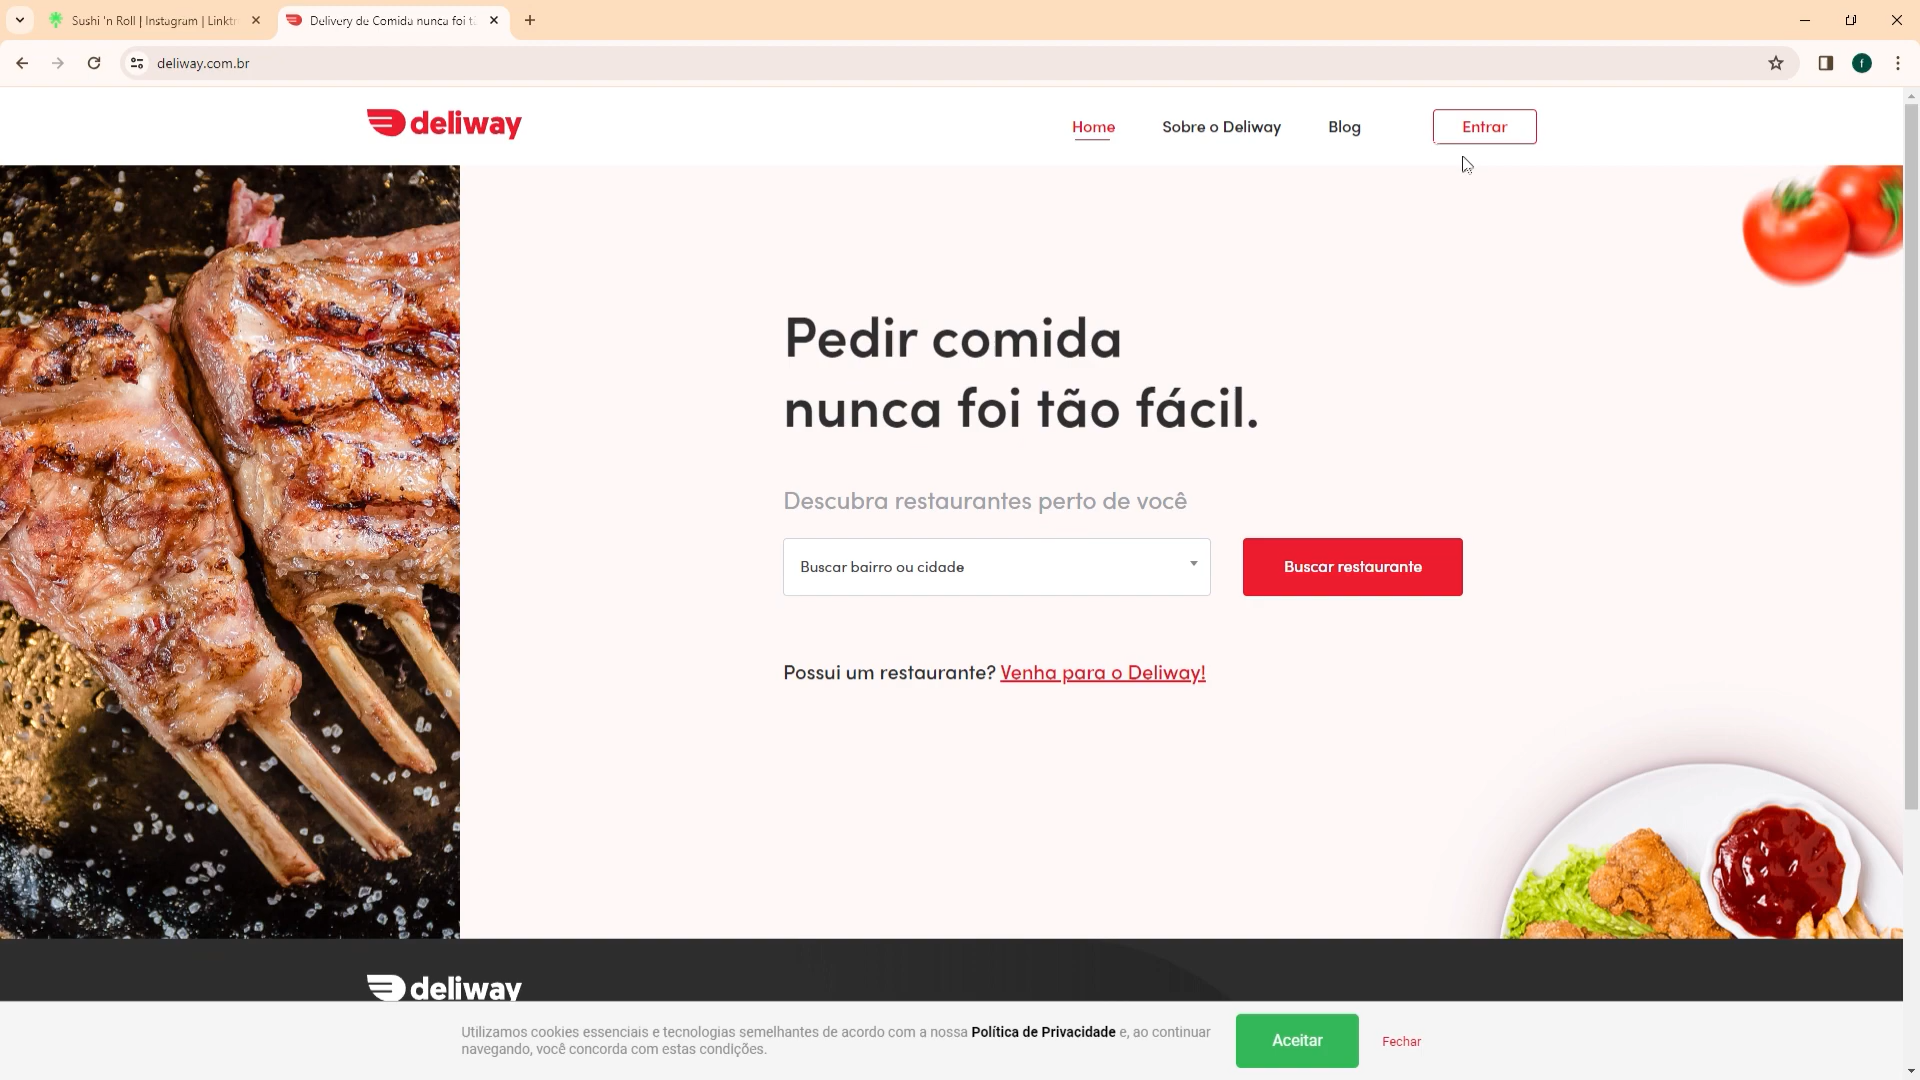 Sushi 'n Roll | Instagram | Linktr
Delivery de Comida nunca foi tã
deliway.com.br
f
deliway
Home
Sobre o Deliway
Blog
Entrar
Pedir comida
nunca foi tão fácil.
Descubra restaurantes perto de você
Buscar bairro ou cidade
Buscar restaurante
Possui um restaurante? Venha para o Deliway!
deliway
Utilizamos cookies essenciais e tecnologias semelhantes de acordo com a nossa Política de Privacidade e, ao continuar
navegando, você concorda com estas condições.
Aceitar
Fechar